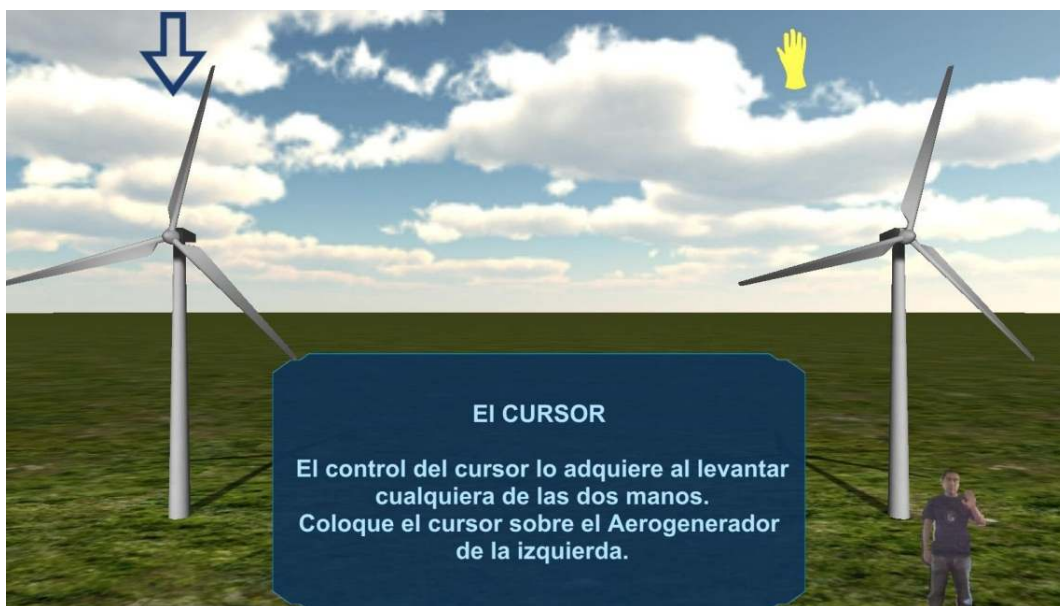 El CURSOR
El control del cursor lo adquiere al levantar
cualquiera de las dos manos.
Coloque el cursor sobre el Aerogenerador
de la izquierda.